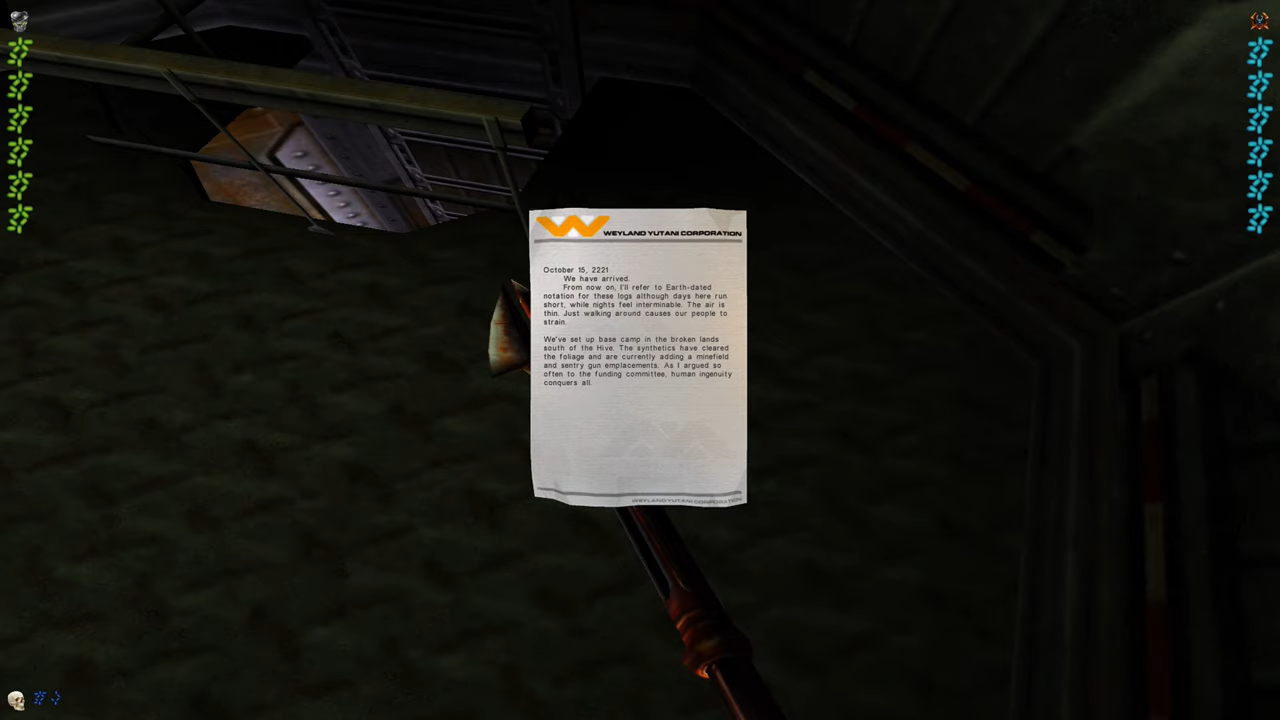 WEYLAND YUTANI CORPORATION
October 15, 2221
We have arrived.
From now on, I'll refer to Earth-dated
notation for these logs although days here run
short, while nights feel interminable. The air is
thin. Just walking around causes our people to
strain.
We've set up base camp in the broken lands
south of the Hive. The synthetics have cleared
the foliage and are currently adding a minefield
and sentry gun emplacements. As I argued so
often to the funding committee, human ingenuity
conquers all.
WEYLAND YUTANI CORPORATION